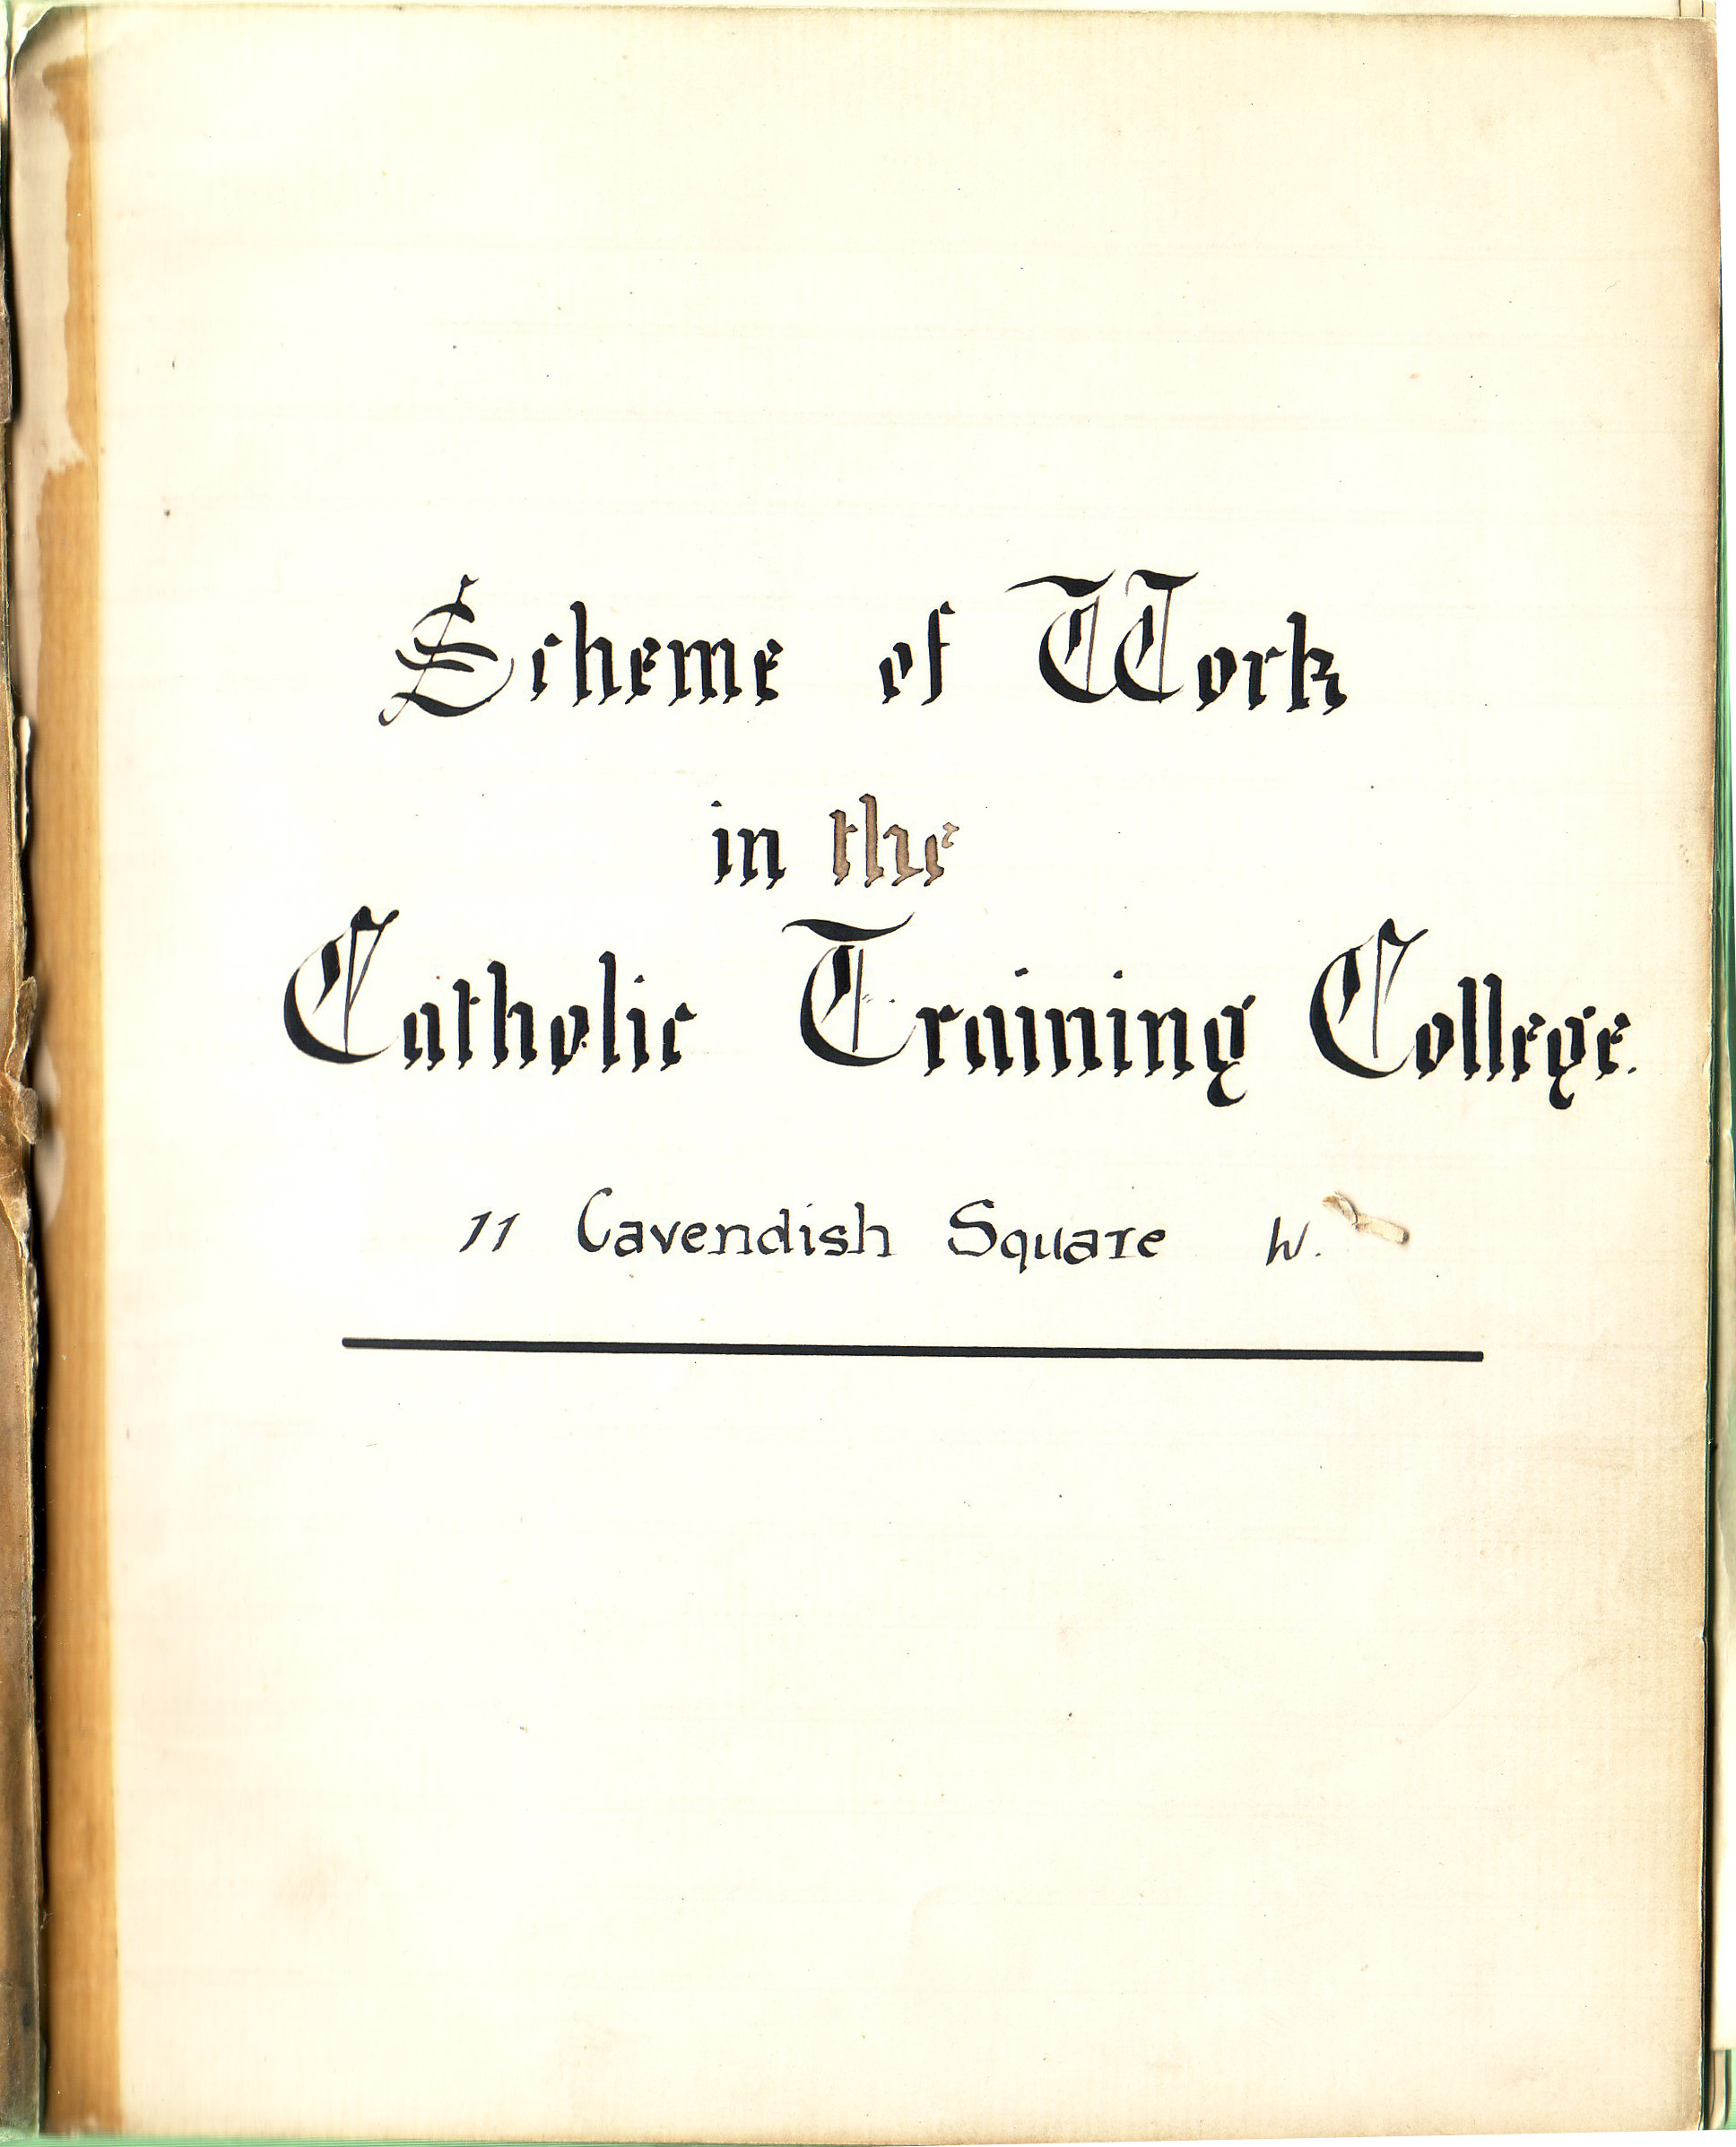 Scheme of Work
in the
Catholic Training College.
11 Cavendish Square W.